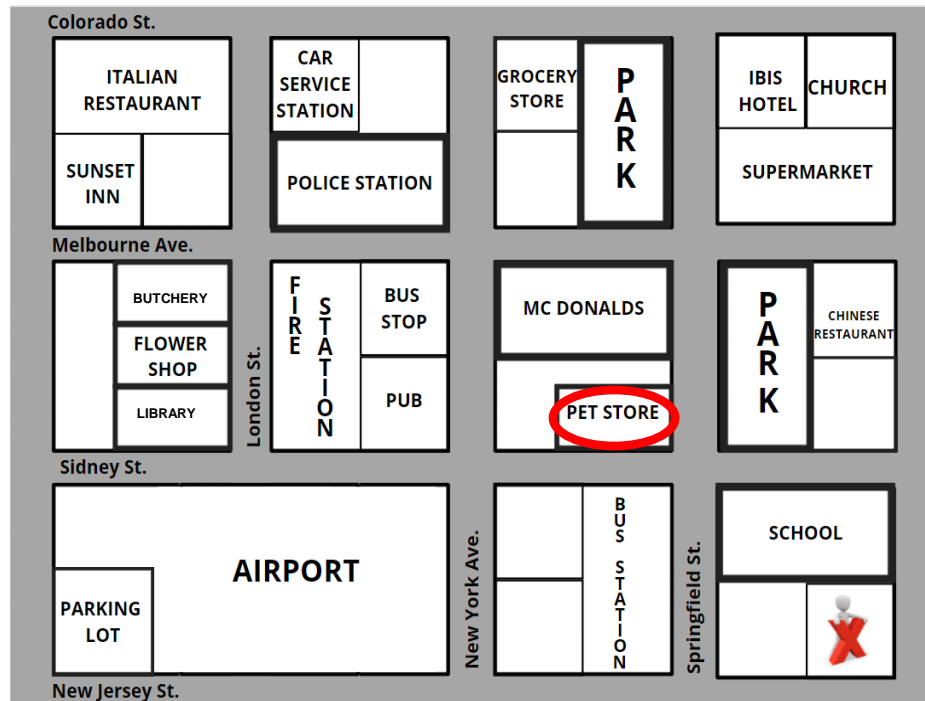 Colorado St.
ITALIAN
RESTAURANT
CAR
SERVICE
STATION
GROCERY
STORE
PARK
IBIS
HOTEL
CHURCH
SUNSET
INN
POLICE STATION
SUPERMARKET
Melbourne Ave.
BUTCHERY
FLOWER
SHOP
LIBRARY
London St.
FIRE
STATION
BUS
STOP
PUB
MC DONALDS
PET STORE
PARK
CHINESE
RESTAURANT
Sidney St.
AIRPORT
PARKING
LOT
New York Ave.
BUS STATION
Springfield St.
SCHOOL
X
New Jersey St.